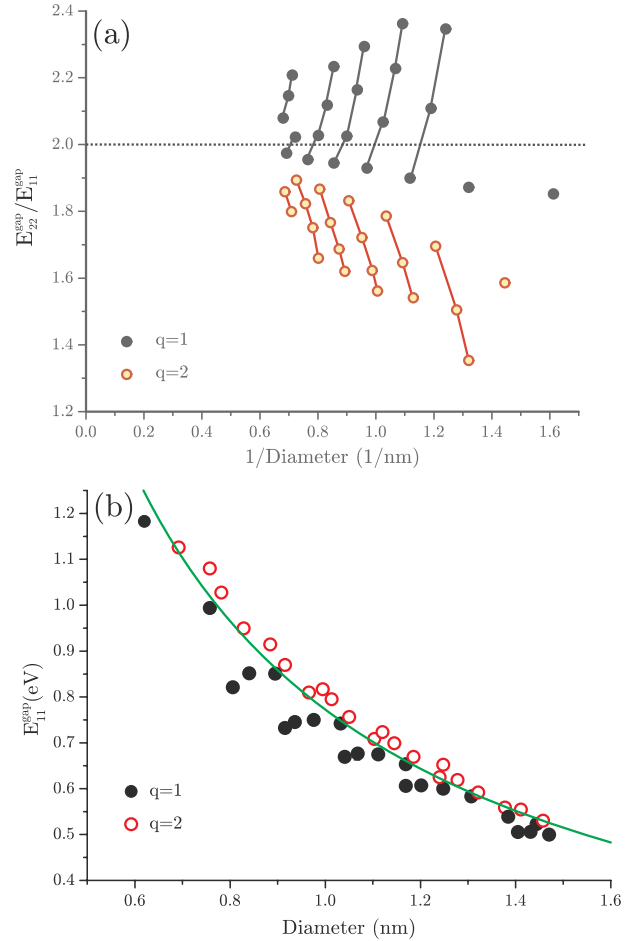 (a)
2.4
2.2
2.0
1.8
1.6
1.4
1.2
E22gap/E11gap
q=1
q=2
0.0 0.2 0.4 0.6 0.8 1.0 1.2 1.4 1.6
1/Diameter (1/nm)
(b)
1.2
1.1
1.0
0.9
0.8
0.7
0.6
0.5
0.4
E11gap(eV)
q=1
q=2
0.6 0.8 1.0 1.2 1.4 1.6
Diameter (nm)